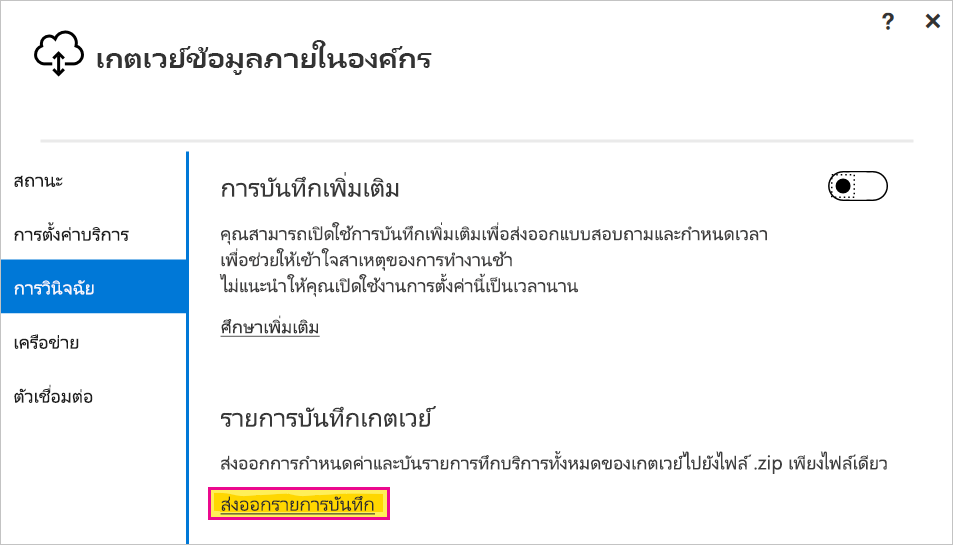 ? ×
เกตเวย์ข้อมูลภายในองค์กร
สถานะ
การตั้งค่าบริการ
การวินิจฉัย
เครือข่าย
ตัวเชื่อมต่อ
การบันทึกเพิ่มเติม
คุณสามารถเปิดใช้การบันทึกเพิ่มเติมเพื่อส่งออกแบบสอบถามและกำหนดเวลา
เพื่อช่วยให้เข้าใจสาเหตุของการทำงานช้า
ไม่แนะนำให้คุณเปิดใช้งานการตั้งค่านี้เป็นเวลานาน
ศึกษาเพิ่มเติม
รายการบันทึกเกตเวย์
ส่งออกการกำหนดค่าและบันรายการทึกบริการทั้งหมดของเกตเวย์ไปยังไฟล์ .zip เพียงไฟล์เดียว
ส่งออกรายการบันทึก